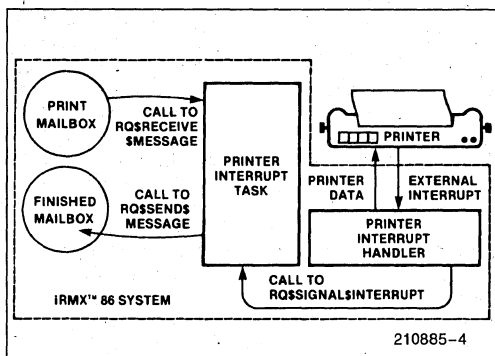 PRINT
MAILBOX
CALL TO
RQ$RECEIVE
$MESSAGE
FINISHED
MAILBOX
CALL TO
RQ$SEND$
MESSAGE
PRINTER
INTERRUPT
TASK
PRINTER
PRINTER
DATA
EXTERNAL
INTERRUPT
PRINTER
INTERRUPT
HANDLER
CALL TO
RQ$SIGNAL$INTERRUPT
iRMX™ 86 SYSTEM
210885–4